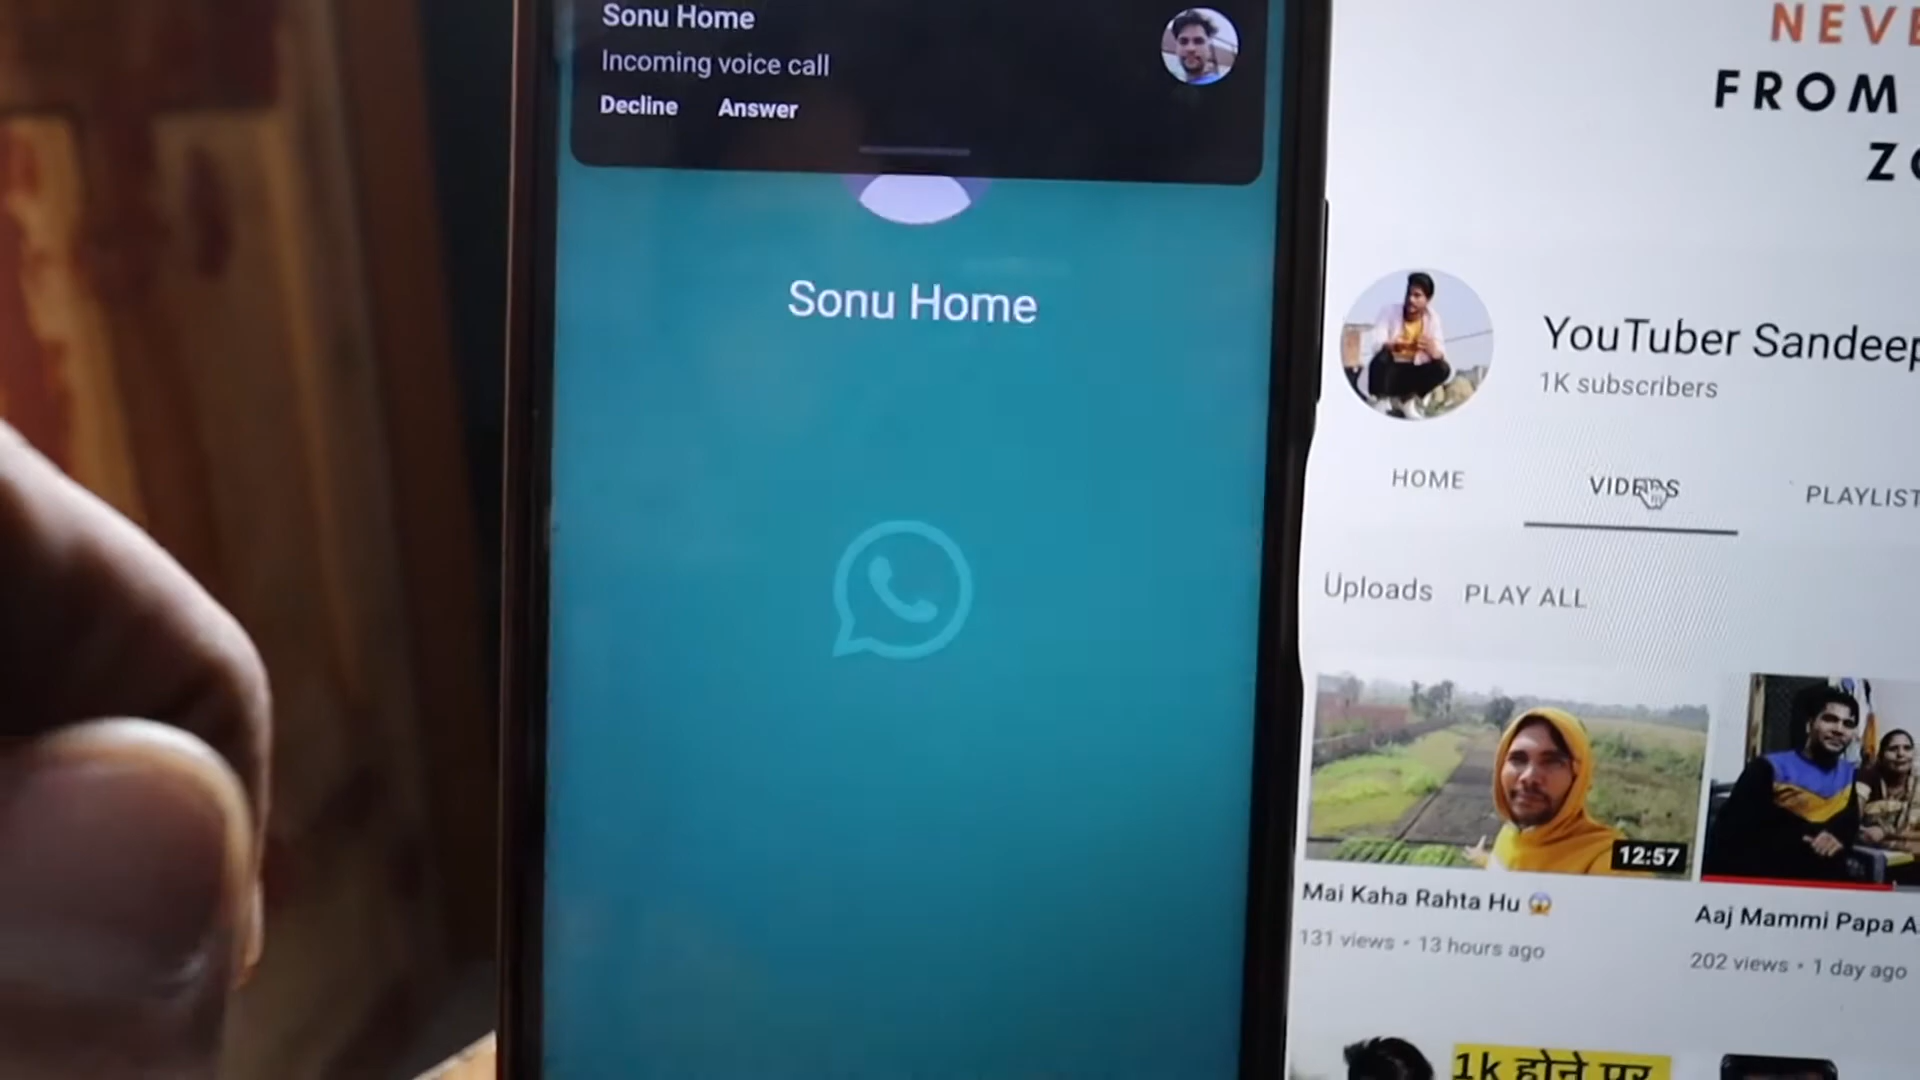 Sonu Home
Incoming voice call
Decline Answer
Sonu Home
FROM
YouTuber Sandeep
1K subscribers
HOME VIDEOS
Uploads PLAY ALL
12:57
Mai Kaha Rahta Hu 😱
131 views • 13 hours ago
Aaj Mammi Papa
202 views • 1 day ago
1k होने पर